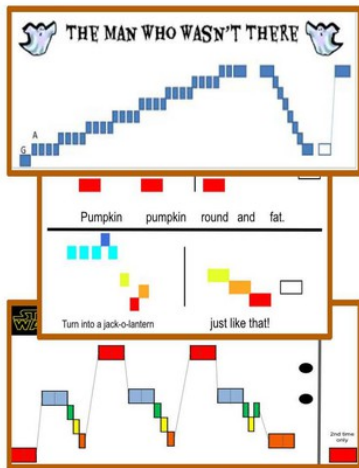 THE MAN WHO WASN'T THERE
A
G
Pumpkin pumpkin round and fat.
Turn into a jack-o-lantern just like that!
2nd time
only